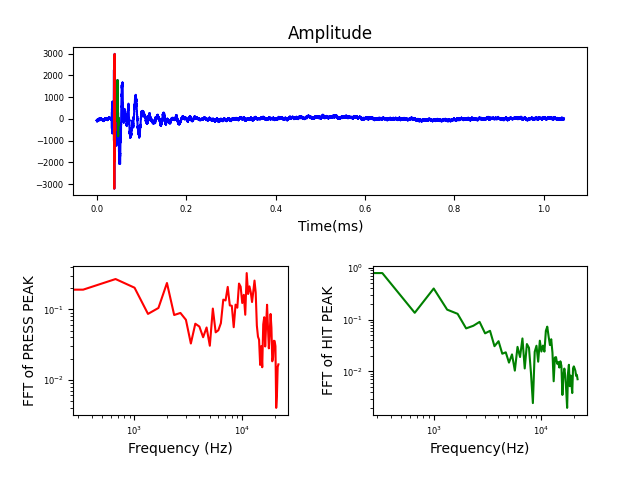 Amplitude
3000
2000
1000
0
−1000
−2000
−3000
0.0 0.2 0.4 0.6 0.8 1.0
Time(ms)
FFT of PRESS PEAK
10⁻¹
10⁻²
10³ 10⁴
Frequency (Hz)
FFT of HIT PEAK
10⁰
10⁻¹
10⁻²
10³ 10⁴
Frequency(Hz)